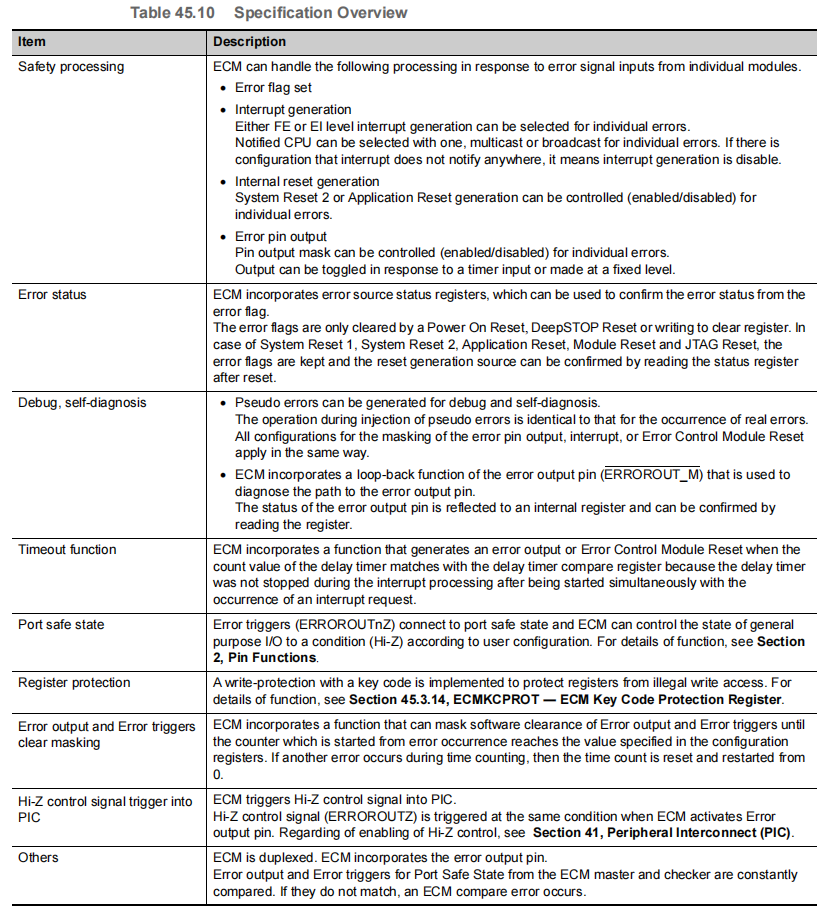 Table 45.10 Specification Overview
Item Description
Safety processing ECM can handle the following processing in response to error signal inputs from individual modules.
• Error flag set
• Interrupt generation
Either FE or EI level interrupt generation can be selected for individual errors.
Notified CPU can be selected with one, multicast or broadcast for individual errors. If there is
configuration that interrupt does not notify anywhere, it means interrupt generation is disable.
• Internal reset generation
System Reset 2 or Application Reset generation can be controlled (enabled/disabled) for
individual errors.
• Error pin output
Pin output mask can be controlled (enabled/disabled) for individual errors.
Output can be toggled in response to a timer input or made at a fixed level.
Error status ECM incorporates error source status registers, which can be used to confirm the error status from the
error flag.
The error flags are only cleared by a Power On Reset, DeepSTOP Reset or writing to clear register. In
case of System Reset 1, System Reset 2, Application Reset, Module Reset and JTAG Reset, the
error flags are kept and the reset generation source can be confirmed by reading the status register
after reset.
Debug, self-diagnosis • Pseudo errors can be generated for debug and self-diagnosis.
The operation during injection of pseudo errors is identical to that for the occurrence of real errors.
All configurations for the masking of the error pin output, interrupt, or Error Control Module Reset
apply in the same way.
• ECM incorporates a loop-back function of the error output pin (ERROROUT_M) that is used to
diagnose the path to the error output pin.
The status of the error output pin is reflected to an internal register and can be confirmed by
reading the register.
Timeout function ECM incorporates a function that generates an error output or Error Control Module Reset when the
count value of the delay timer matches with the delay timer compare register because the delay timer
was not stopped during the interrupt processing after being started simultaneously with the
occurrence of an interrupt request.
Port safe state Error triggers (ERROROUTnZ) connect to port safe state and ECM can control the state of general
purpose I/O to a condition (Hi-Z) according to user configuration. For details of function, see Section
2, Pin Functions.
Register protection A write-protection with a key code is implemented to protect registers from illegal write access. For
details of function, see Section 45.3.14, ECMKCPROT — ECM Key Code Protection Register.
Error output and Error triggers ECM incorporates a function that can mask software clearance of Error output and Error triggers until
clear masking the counter which is started from error occurrence reaches the value specified in the configuration
registers. If another error occurs during time counting, then the time count is reset and restarted from
0.
Hi-Z control signal trigger into ECM triggers Hi-Z control signal into PIC.
PIC Hi-Z control signal (ERROROUTZ) is triggered at the same condition when ECM activates Error
output pin. Regarding of enabling of Hi-Z control, see Section 41, Peripheral Interconnect (PIC).
Others ECM is duplexed. ECM incorporates the error output pin.
Error output and Error triggers for Port Safe State from the ECM master and checker are constantly
compared. If they do not match, an ECM compare error occurs.